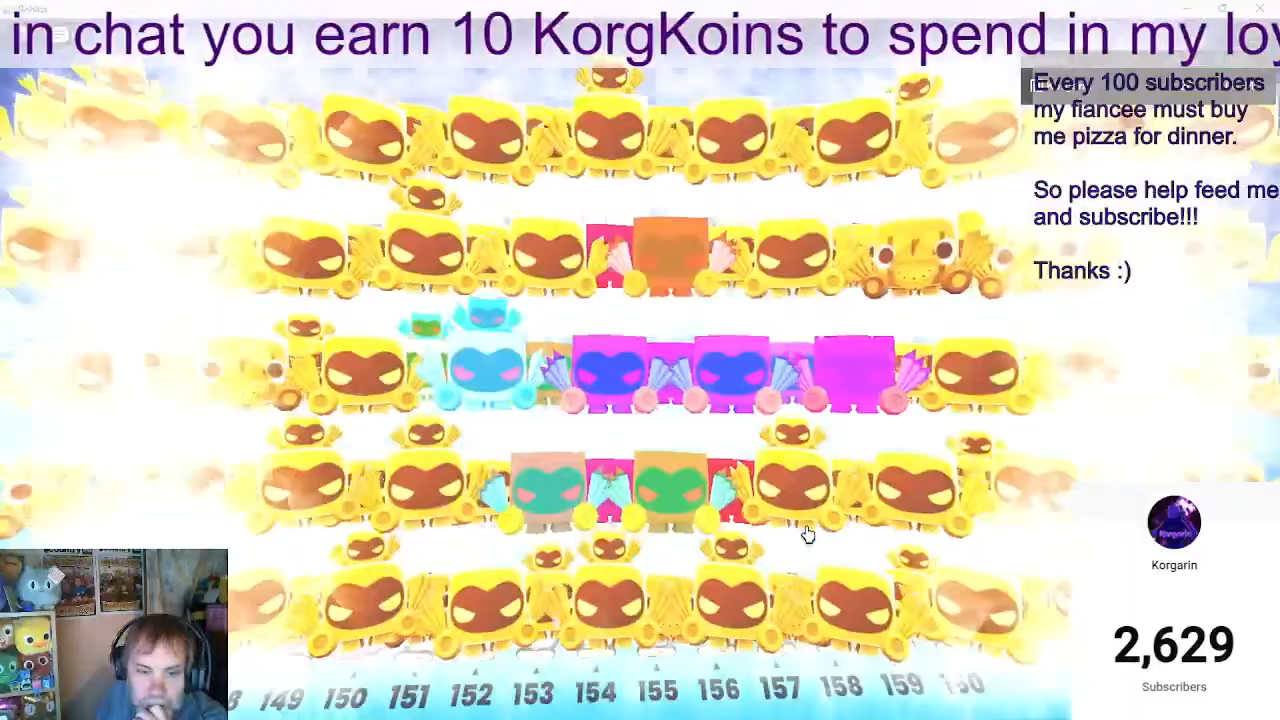 in chat you earn 10 KorgKoins to spend in my loy
Every 100 subscribers
my fiancee must buy
me pizza for dinner.
So please help feed me
and subscribe!!!
Thanks :)
Korgarin
Korgarin
2,629
Subscribers
149 150 151 152 153 154 155 156 157 158 159 160